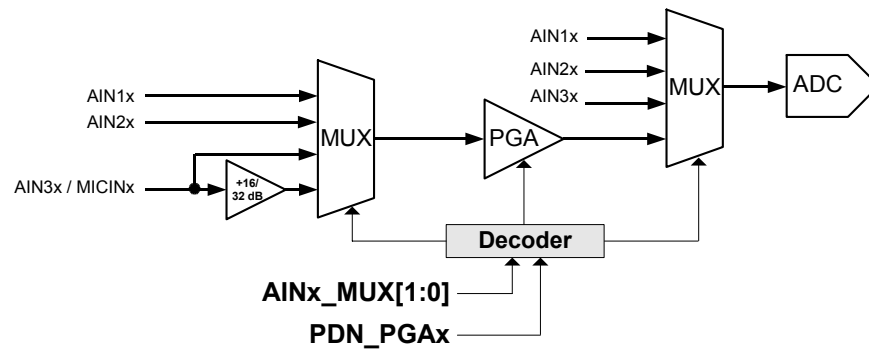 AIN1x
AIN2x
AIN3x
MUX
ADC
AIN1x
AIN2x
MUX
PGA
AIN3x / MICINx
+16/
32 dB
Decoder
AINx_MUX[1:0]
PDN_PGAx